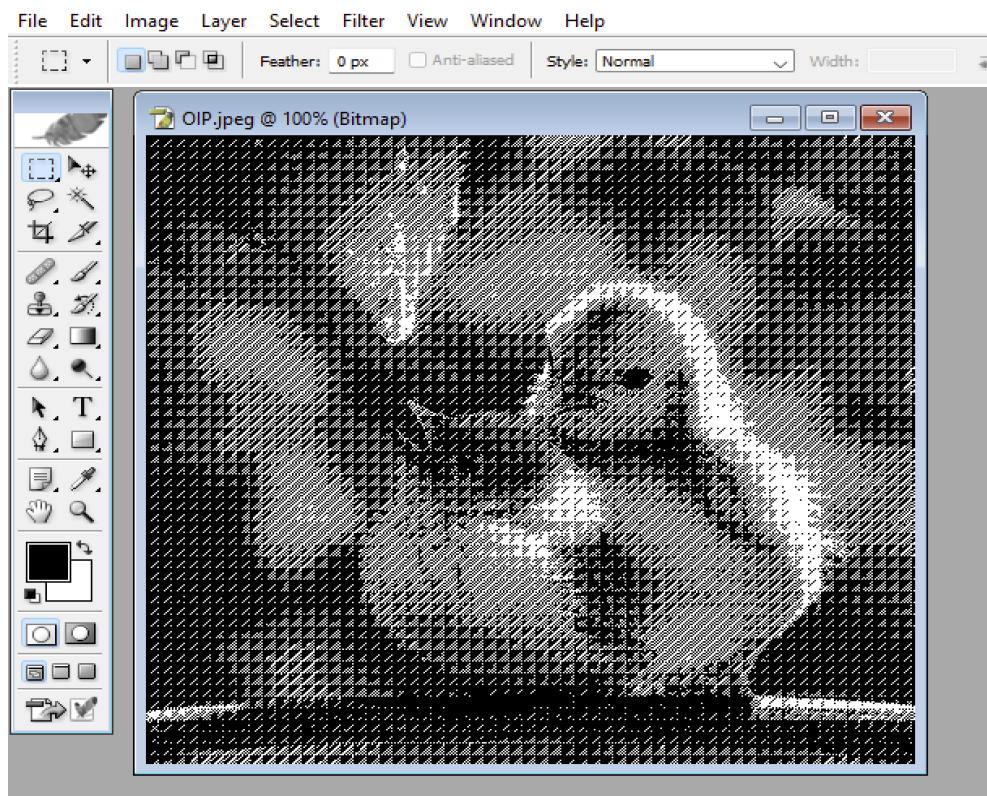 File Edit Image Layer Select Filter View Window Help
Feather: 0 px Anti-aliased Style: Normal Width:
OIP.jpeg @ 100% (Bitmap)
T